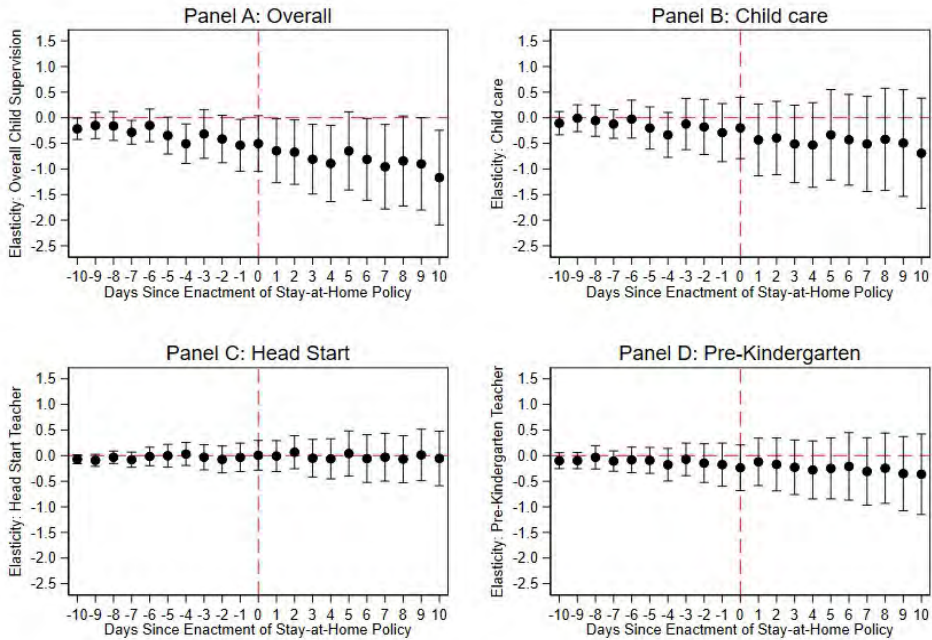 Panel A: Overall
Elasticity: Overall Child Supervision
1.5
1.0
0.5
0.0
-0.5
-1.0
-1.5
-2.0
-2.5
-10 -9 -8 -7 -6 -5 -4 -3 -2 -1 0 1 2 3 4 5 6 7 8 9 10
Days Since Enactment of Stay-at-Home Policy
Panel B: Child care
Elasticity: Child care
1.5
1.0
0.5
0.0
-0.5
-1.0
-1.5
-2.0
-2.5
-10 -9 -8 -7 -6 -5 -4 -3 -2 -1 0 1 2 3 4 5 6 7 8 9 10
Days Since Enactment of Stay-at-Home Policy
Panel C: Head Start
Elasticity: Head Start Teacher
1.5
1.0
0.5
0.0
-0.5
-1.0
-1.5
-2.0
-2.5
-10 -9 -8 -7 -6 -5 -4 -3 -2 -1 0 1 2 3 4 5 6 7 8 9 10
Days Since Enactment of Stay-at-Home Policy
Panel D: Pre-Kindergarten
Elasticity: Pre-Kindergarten Teacher
1.5
1.0
0.5
0.0
-0.5
-1.0
-1.5
-2.0
-2.5
-10 -9 -8 -7 -6 -5 -4 -3 -2 -1 0 1 2 3 4 5 6 7 8 9 10
Days Since Enactment of Stay-at-Home Policy